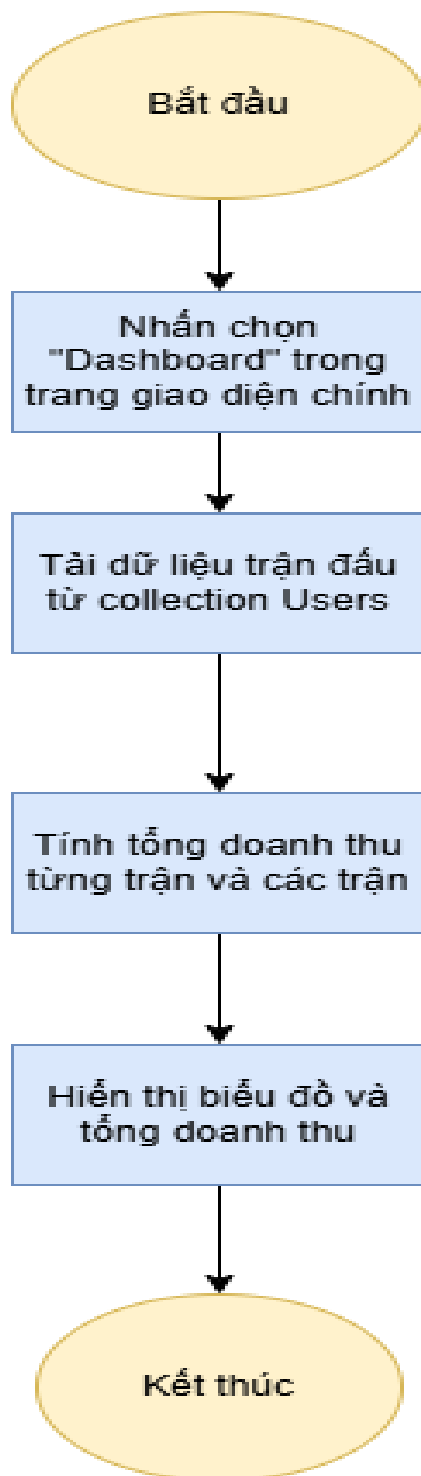 Bắt đầu
Nhấn chọn
"Dashboard" trong
trang giao diện chính
Tải dữ liệu trận đấu
từ collection Users
Tính tổng doanh thu
từng trận và các trận
Hiển thị biểu đồ và
tổng doanh thu
Kết thúc